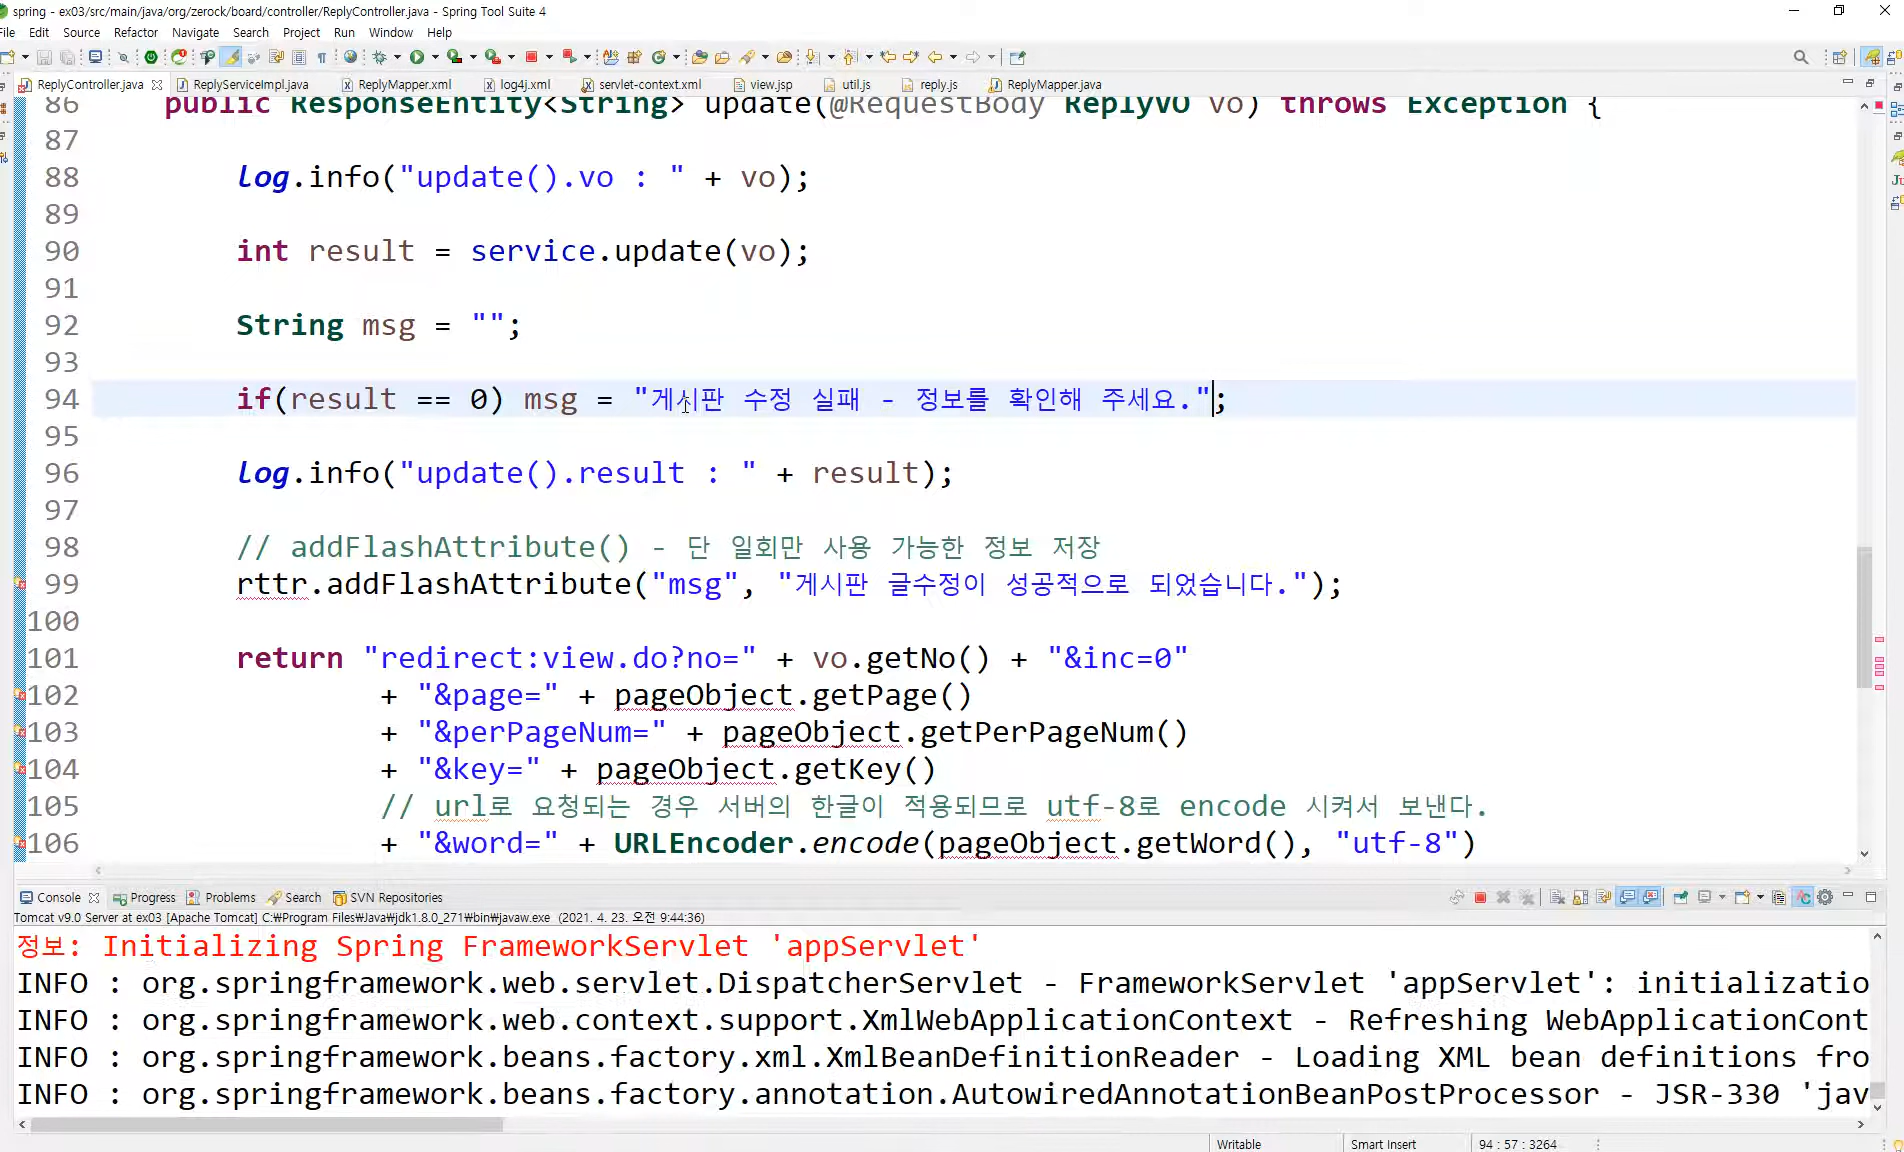 spring - ex03/src/main/java/org/zerock/board/controller/ReplyController.java - Spring Tool Suite 4
File Edit Source Refactor Navigate Search Project Run Window Help
ReplyController.java ReplyServiceImpl.java ReplyMapper.xml log4j.xml servlet-context.xml view.jsp util.js reply.js ReplyMapper.java
86 public ResponseEntity<String> update(@RequestBody ReplyVO vo) throws Exception {
87
88 log.info("update().vo : " + vo);
89
90 int result = service.update(vo);
91
92 String msg = "";
93
94 if(result == 0) msg = "게시판 수정 실패 - 정보를 확인해 주세요.";
95
96 log.info("update().result : " + result);
97
98 // addFlashAttribute() - 단 일회만 사용 가능한 정보 저장
99 rttr.addFlashAttribute("msg", "게시판 글수정이 성공적으로 되었습니다.");
100
101 return "redirect:view.do?no=" + vo.getNo() + "&inc=0"
102 + "&page=" + pageObject.getPage()
103 + "&perPageNum=" + pageObject.getPerPageNum()
104 + "&key=" + pageObject.getKey()
105 // url로 요청되는 경우 서버의 한글이 적용되므로 utf-8로 encode 시켜서 보낸다.
106 + "&word=" + URLEncoder.encode(pageObject.getWord(), "utf-8")
Console Progress Problems Search SVN Repositories
Tomcat v9.0 Server at ex03 [Apache Tomcat] C:₩Program Files₩Java₩jdk1.8.0_271₩bin₩javaw.exe (2021. 4. 23. 오전 9:44:36)
정보: Initializing Spring FrameworkServlet 'appServlet'
INFO : org.springframework.web.servlet.DispatcherServlet - FrameworkServlet 'appServlet': initializatio
INFO : org.springframework.web.context.support.XmlWebApplicationContext - Refreshing WebApplicationCont
INFO : org.springframework.beans.factory.xml.XmlBeanDefinitionReader - Loading XML bean definitions fro
INFO : org.springframework.beans.factory.annotation.AutowiredAnnotationBeanPostProcessor - JSR-330 'jav
Writable Smart Insert 94 : 57 : 3264